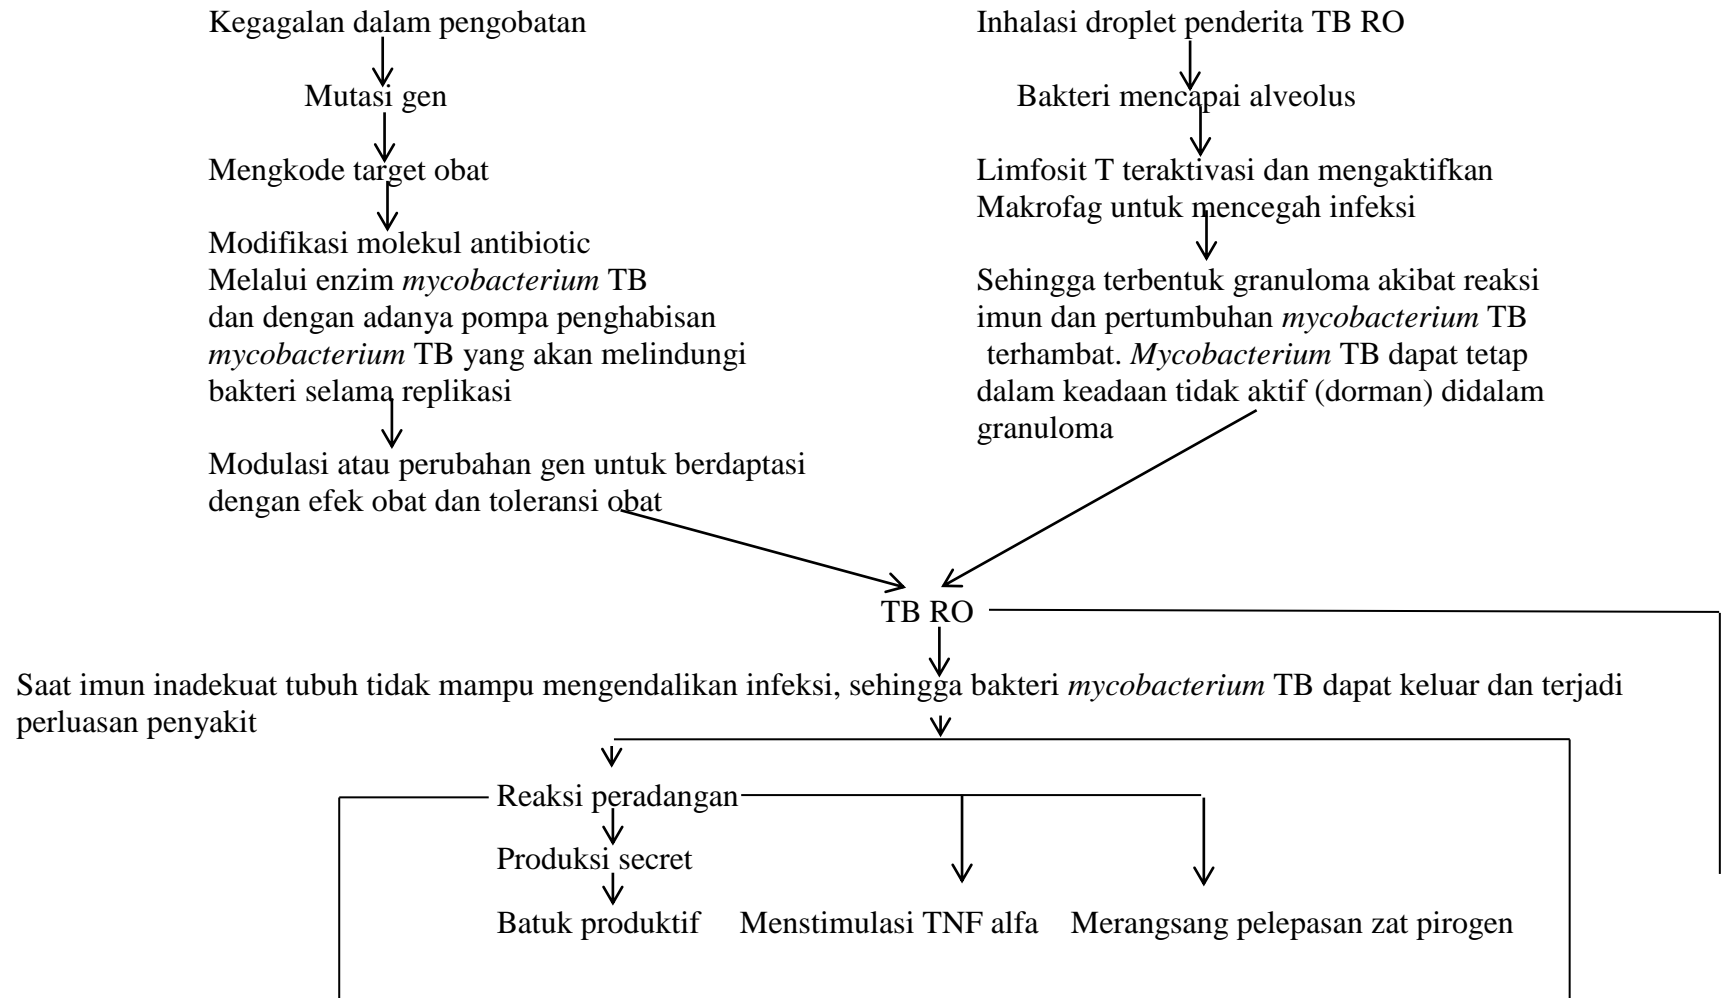 Kegagalan dalam pengobatan
Mutasi gen
Mengkode target obat
Modifikasi molekul antibiotic
Melalui enzim mycobacterium TB
dan dengan adanya pompa penghabisan
mycobacterium TB yang akan melindungi
bakteri selama replikasi
Modulasi atau perubahan gen untuk berdaptasi
dengan efek obat dan toleransi obat
Inhalasi droplet penderita TB RO
Bakteri mencapai alveolus
Limfosit T teraktivasi dan mengaktifkan
Makrofag untuk mencegah infeksi
Sehingga terbentuk granuloma akibat reaksi
imun dan pertumbuhan mycobacterium TB
terhambat. Mycobacterium TB dapat tetap
dalam keadaan tidak aktif (dorman) didalam
granuloma
TB RO
Saat imun inadekuat tubuh tidak mampu mengendalikan infeksi, sehingga bakteri mycobacterium TB dapat keluar dan terjadi
perluasan penyakit
Reaksi peradangan
Produksi secret
Batuk produktif
Menstimulasi TNF alfa
Merangsang pelepasan zat pirogen